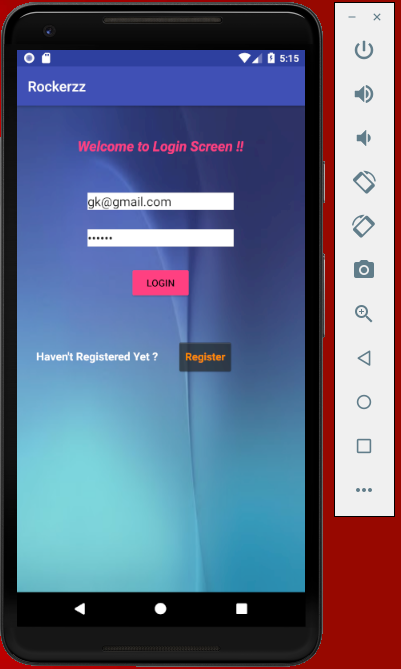 5:15
Rockerzz
Welcome to Login Screen !!
gk@gmail.com
••••••
LOGIN
Haven't Registered Yet ? Register